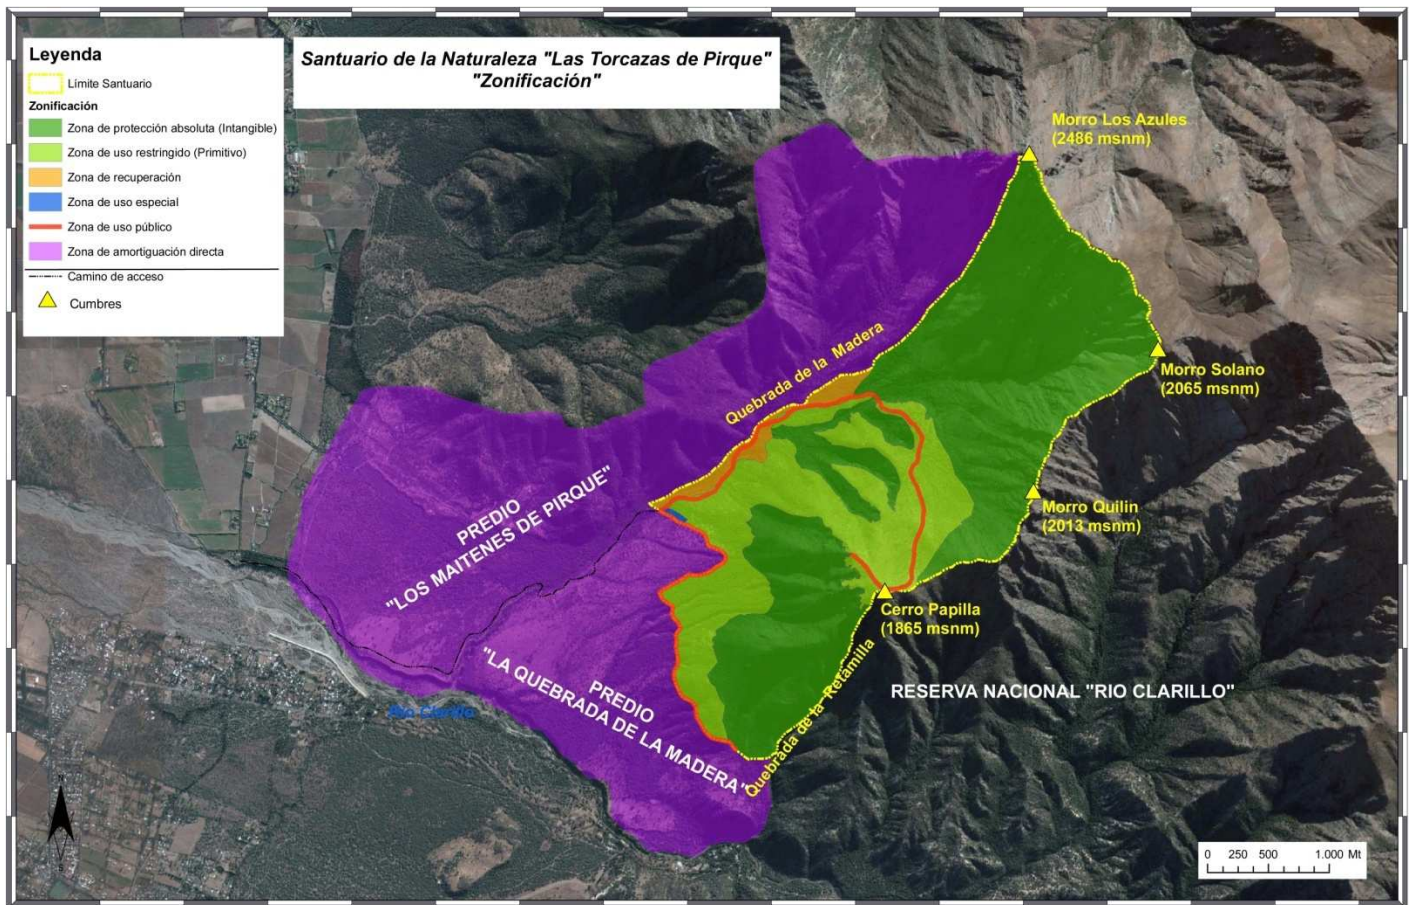 Leyenda
Límite Santuario
Zonificación
Zona de protección absoluta (Intangible)
Zona de uso restringido (Primitivo)
Zona de recuperación
Zona de uso especial
Zona de uso público
Zona de amortiguación directa
Camino de acceso
Cumbres
Santuario de la Naturaleza "Las Torcazas de Pirque"
"Zonificación"
Morro Los Azules
(2486 msnm)
Quebrada de la Madera
Morro Solano
(2065 msnm)
Morro Quilin
(2013 msnm)
PREDIO
"LOS MAITENES DE PIRQUE"
Cerro Papilla
(1865 msnm)
Quebrada de la Retamilla
PREDIO
"LA QUEBRADA DE LA MADERA"
RESERVA NACIONAL "RIO CLARILLO"
Rio Clarillo
N
S
0 250 500 1.000 Mt